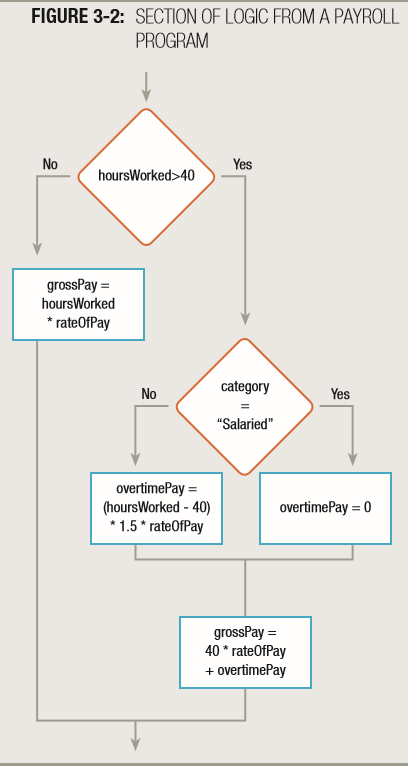 FIGURE 3-2: SECTION OF LOGIC FROM A PAYROLL
PROGRAM
No
Yes
hoursWorked>40
grossPay =
hoursWorked
* rateOfPay
category
=
“Salaried”
No
Yes
overtimePay =
(hoursWorked - 40)
* 1.5 * rateOfPay
overtimePay = 0
grossPay =
40 * rateOfPay
+ overtimePay